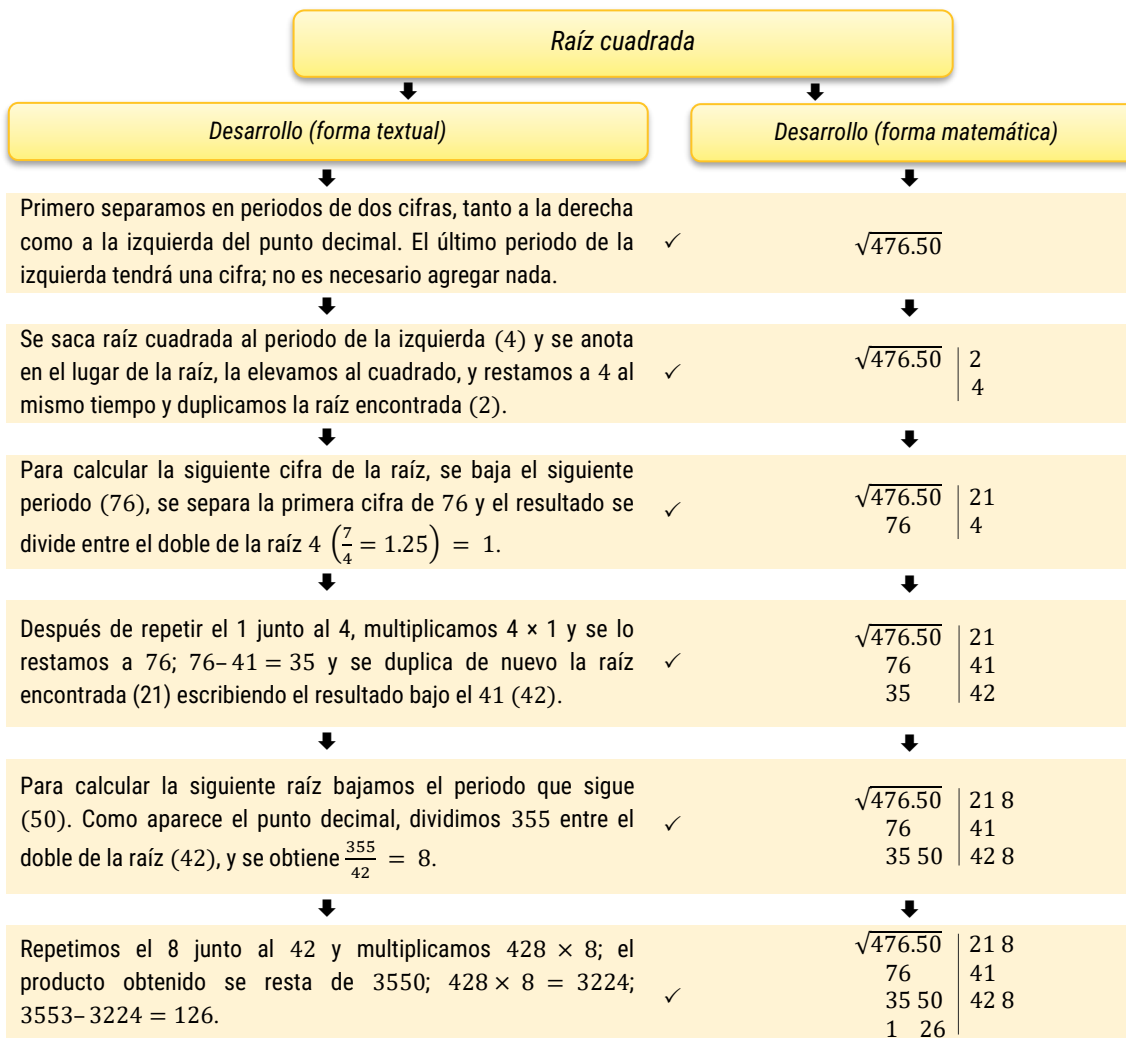 Raíz cuadrada
Desarrollo (forma textual)
Desarrollo (forma matemática)
Primero separamos en periodos de dos cifras, tanto a la derecha
como a la izquierda del punto decimal. El último periodo de la
izquierda tendrá una cifra; no es necesario agregar nada.
✓
√476.50
Se saca raíz cuadrada al periodo de la izquierda (4) y se anota
en el lugar de la raíz, la elevamos al cuadrado, y restamos a 4 al
mismo tiempo y duplicamos la raíz encontrada (2).
✓
√476.50 | 2
4
Para calcular la siguiente cifra de la raíz, se baja el siguiente
periodo (76), se separa la primera cifra de 76 y el resultado se
divide entre el doble de la raíz 4 (7/4 = 1.25) = 1.
✓
√476.50 | 21
76 | 4
Después de repetir el 1 junto al 4, multiplicamos 4 × 1 y se lo
restamos a 76; 76–41 = 35 y se duplica de nuevo la raíz
encontrada (21) escribiendo el resultado bajo el 41 (42).
✓
√476.50 | 21
76 | 41
35 | 42
Para calcular la siguiente raíz bajamos el periodo que sigue
(50). Como aparece el punto decimal, dividimos 355 entre el
doble de la raíz (42), y se obtiene 355/42 = 8.
✓
√476.50 | 21 8
76 | 41
35 50 | 42 8
Repetimos el 8 junto al 42 y multiplicamos 428 × 8; el
producto obtenido se resta de 3550; 428 × 8 = 3224;
3553–3224 = 126.
✓
√476.50 | 21 8
76 | 41
35 50 | 42 8
1 26